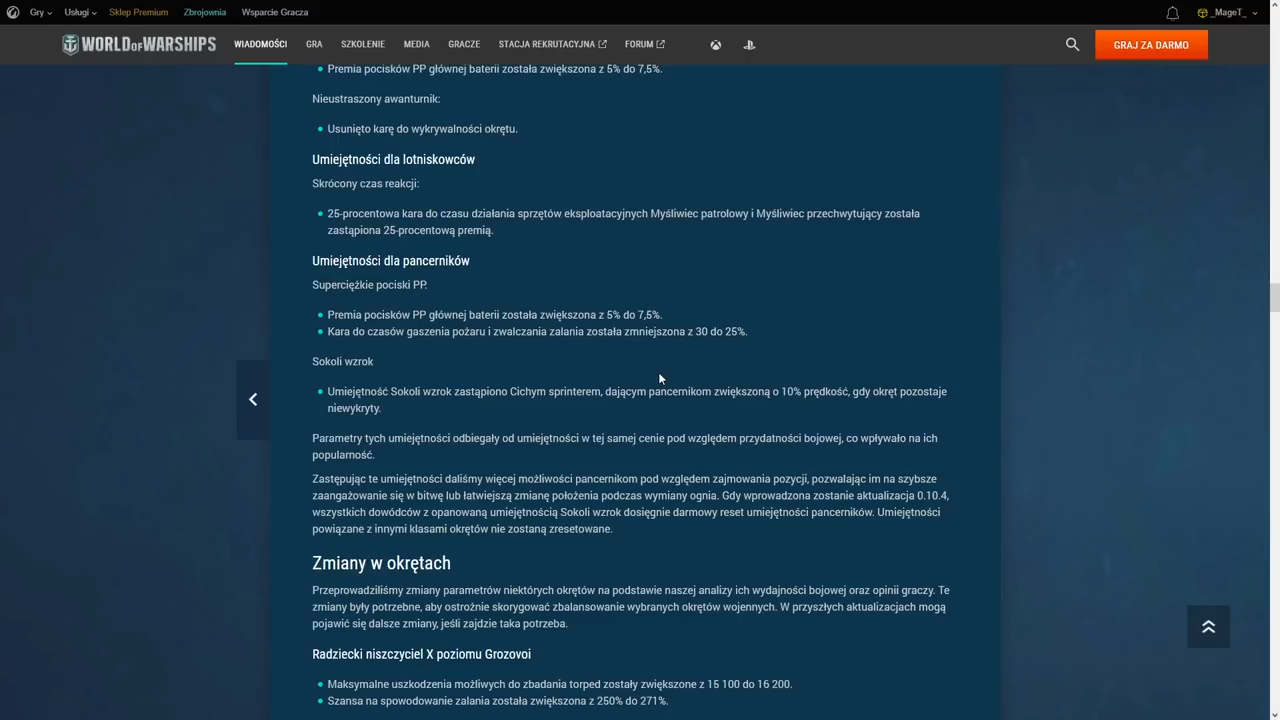 Gry
Usługi
Sklep Premium
Zbrojownia
Wsparcie Gracza
_MageT_
WORLD OF WARSHIPS
WIADOMOŚCI
GRA
SZKOLENIE
MEDIA
GRACZE
STACJA REKRUTACYJNA
FORUM
GRAJ ZA DARMO
Premia pocisków PP głównej baterii została zwiększona z 5% do 7,5%.
Nieustraszony awanturnik:
Usunięto karę do wykrywalności okrętu.
Umiejętności dla lotniskowców
Skrócony czas reakcji:
25-procentowa kara do czasu działania sprzętów eksploatacyjnych Myśliwiec patrolowy i Myśliwiec przechwytujący została
zastąpiona 25-procentową premią.
Umiejętności dla pancerników
Superciężkie pociski PP.
Premia pocisków PP głównej baterii została zwiększona z 5% do 7,5%.
Kara do czasów gaszenia pożaru i zwalczania zalania została zmniejszona z 30 do 25%.
Sokoli wzrok
Umiejętność Sokoli wzrok zastąpiono Cichym sprinterem, dającym pancernikom zwiększoną o 10% prędkość, gdy okręt pozostaje
niewykryty.
Parametry tych umiejętności odbiegały od umiejętności w tej samej cenie pod względem przydatności bojowej, co wpływało na ich
popularność.
Zastępując te umiejętności daliśmy więcej możliwości pancernikom pod względem zajmowania pozycji, pozwalając im na szybsze
zaangażowanie się w bitwę lub łatwiejszą zmianę położenia podczas wymiany ognia. Gdy wprowadzona zostanie aktualizacja 0.10.4,
wszystkich dowódców z opanowaną umiejętnością Sokoli wzrok dosięgnie darmowy reset umiejętności pancerników. Umiejętności
powiązane z innymi klasami okrętów nie zostaną zresetowane.
Zmiany w okrętach
Przeprowadziliśmy zmiany parametrów niektórych okrętów na podstawie naszej analizy ich wydajności bojowej oraz opinii graczy. Te
zmiany były potrzebne, aby ostrożnie skorygować zbalansowanie wybranych okrętów wojennych. W przyszłych aktualizacjach mogą
pojawić się dalsze zmiany, jeśli zajdzie taka potrzeba.
Radziecki niszczyciel X poziomu Grozovoi
Maksymalne uszkodzenia możliwych do zbadania torped zostały zwiększone z 15 100 do 16 200.
Szansa na spowodowanie zalania została zwiększona z 250% do 271%.